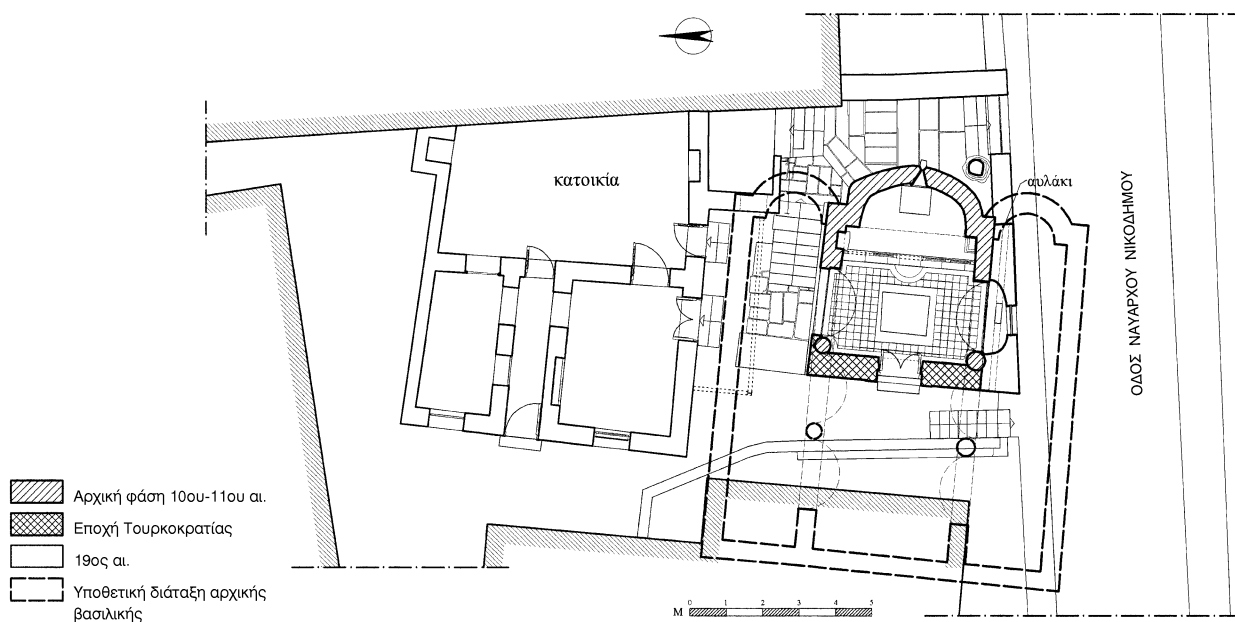 κατοικία
αυλάκι
ΟΔΟΣ ΝΑΥΑΡΧΟΥ ΝΙΚΟΔΗΜΟΥ
Αρχική φάση 10ου-11ου αι.
Εποχή Τουρκοκρατίας
19ος αι.
Υποθετική διάταξη αρχικής
βασιλικής
Μ 0 1 2 3 4 5